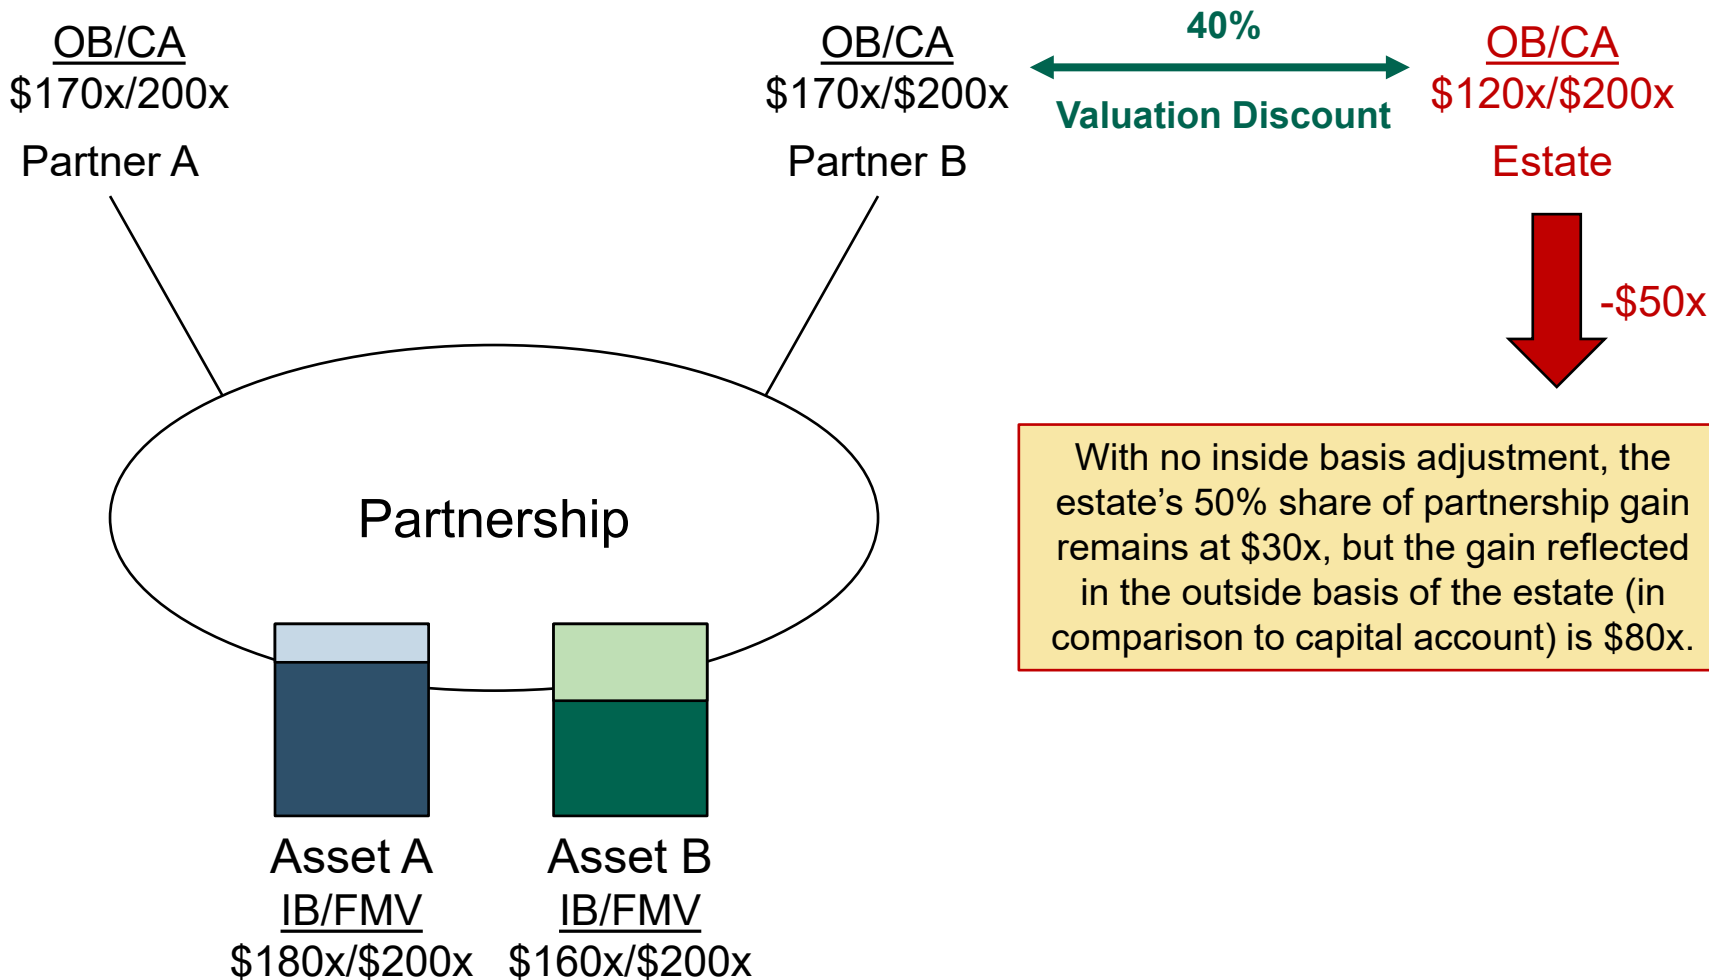 OB/CA
$170x/200x
Partner A
OB/CA
$170x/$200x
Partner B
40%
Valuation Discount
OB/CA
$120x/$200x
Estate
-$50x
With no inside basis adjustment, the
estate’s 50% share of partnership gain
remains at $30x, but the gain reflected
in the outside basis of the estate (in
comparison to capital account) is $80x.
Partnership
Asset A
IB/FMV
$180x/$200x
Asset B
IB/FMV
$160x/$200x